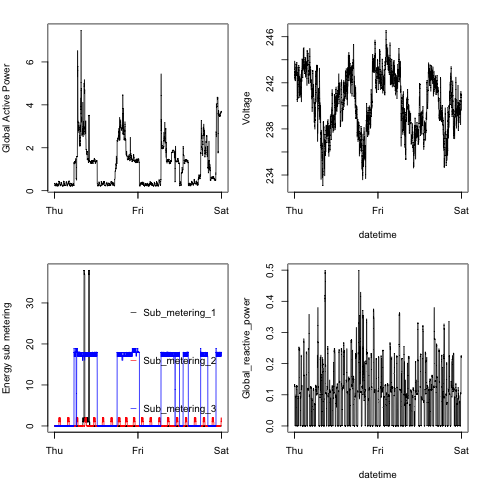 Global Active Power
0
2
4
6
Thu
Fri
Sat
Voltage
234
238
242
246
Thu
Fri
Sat
datetime
Energy sub metering
0
10
20
30
Sub_metering_1
Sub_metering_2
Sub_metering_3
Thu
Fri
Sat
Global_reactive_power
0.0
0.1
0.2
0.3
0.4
0.5
Thu
Fri
Sat
datetime